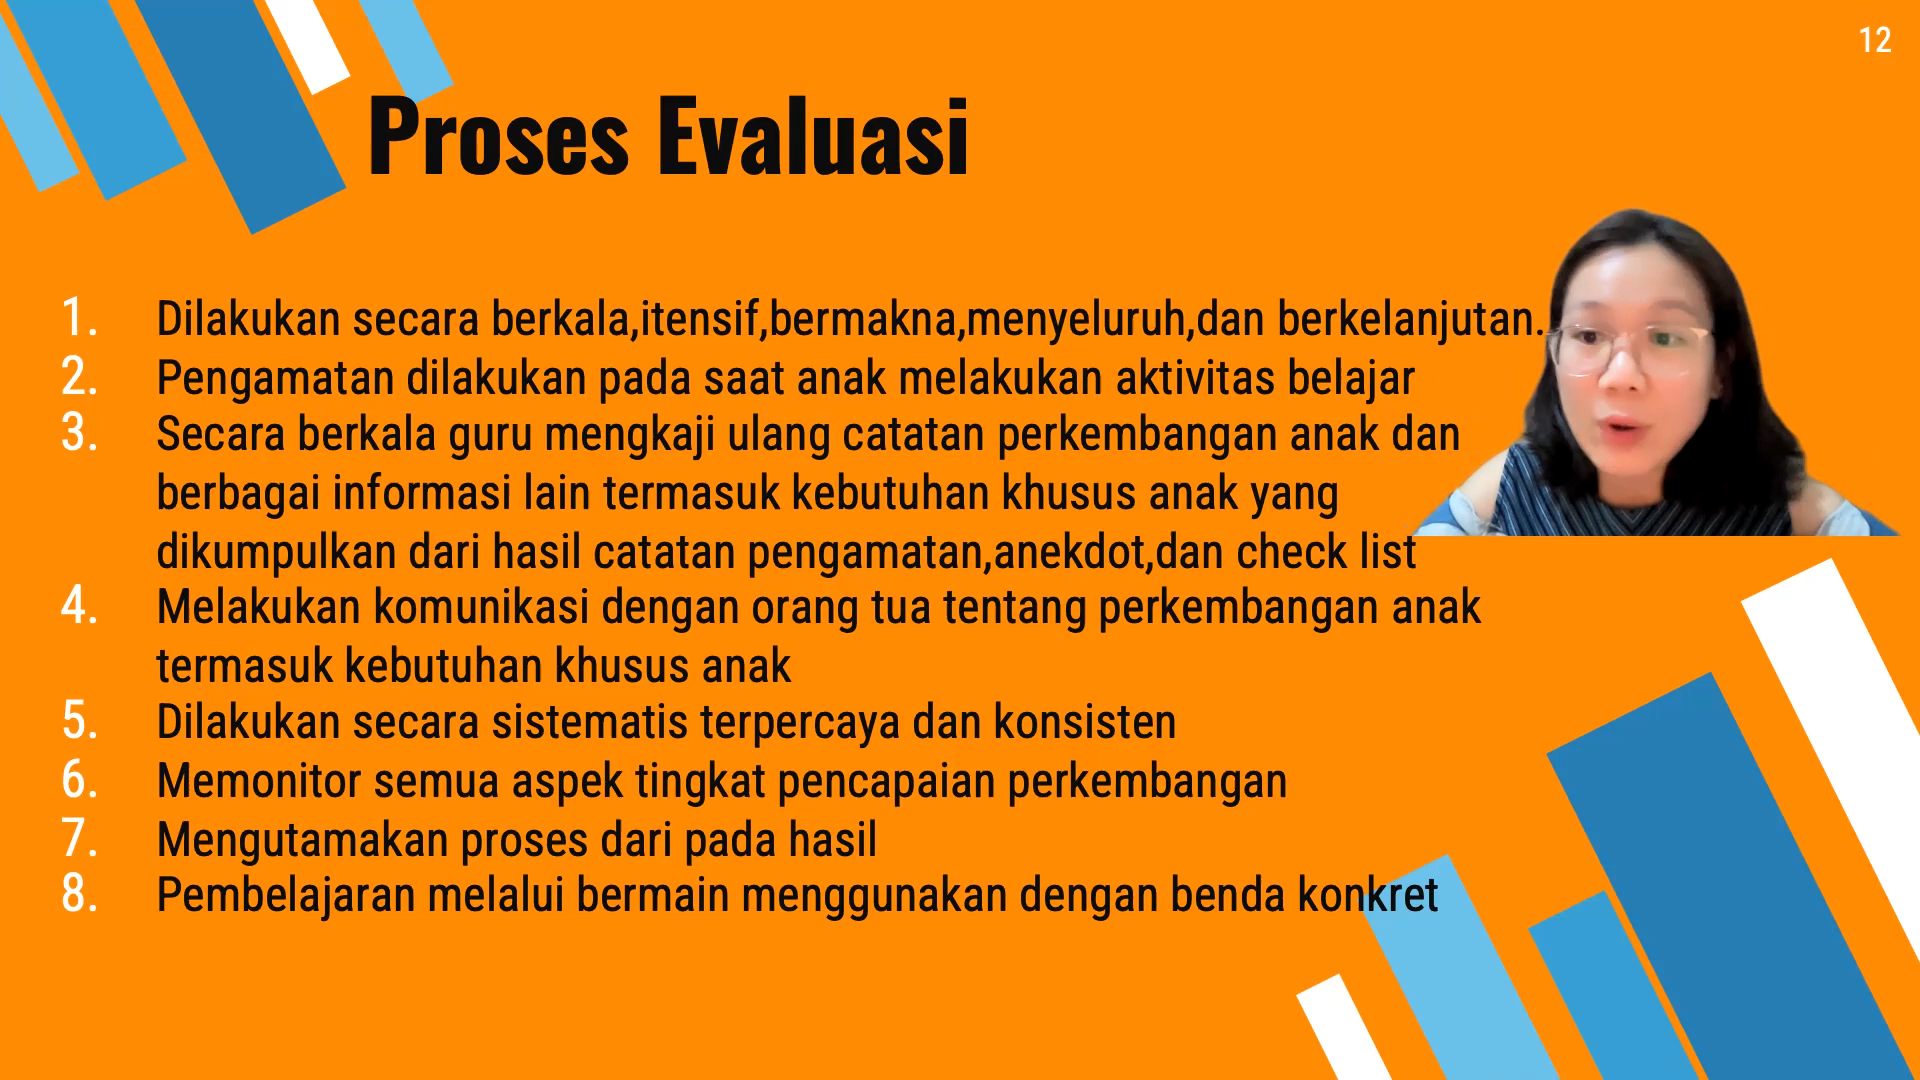 12
Proses Evaluasi
1. Dilakukan secara berkala,itensif,bermakna,menyeluruh,dan berkelanjutan.
2. Pengamatan dilakukan pada saat anak melakukan aktivitas belajar
3. Secara berkala guru mengkaji ulang catatan perkembangan anak dan
berbagai informasi lain termasuk kebutuhan khusus anak yang
dikumpulkan dari hasil catatan pengamatan,anekdot,dan check list
4. Melakukan komunikasi dengan orang tua tentang perkembangan anak
termasuk kebutuhan khusus anak
5. Dilakukan secara sistematis terpercaya dan konsisten
6. Memonitor semua aspek tingkat pencapaian perkembangan
7. Mengutamakan proses dari pada hasil
8. Pembelajaran melalui bermain menggunakan dengan benda konkret